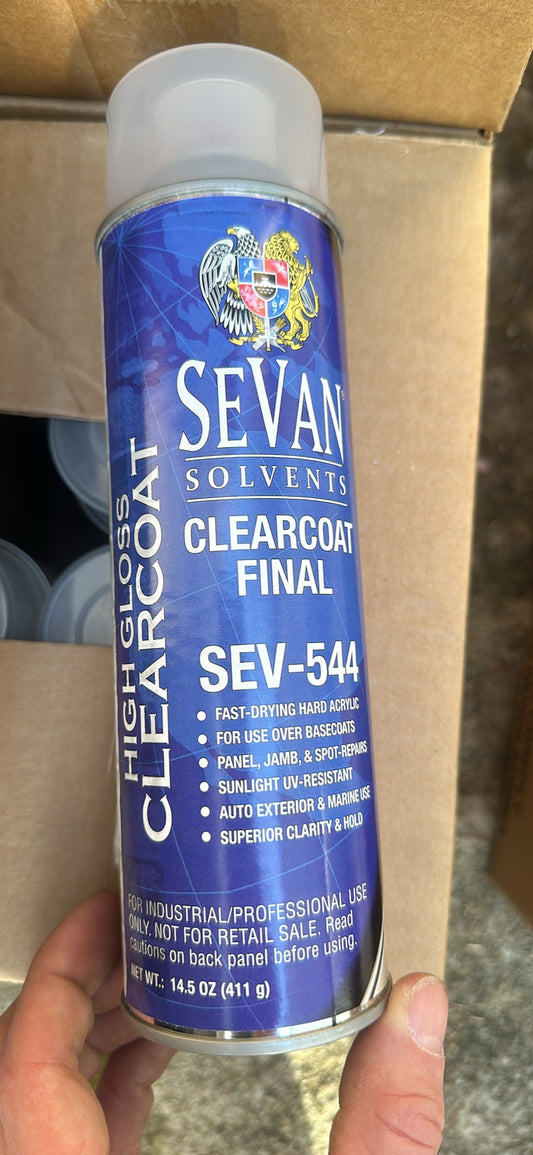 SEVAN®
SOLVENTS
CLEARCOAT
FINAL
SEV-544
HIGH GLOSS
CLEARCOAT
• FAST-DRYING HARD ACRYLIC
• FOR USE OVER BASECOATS
• PANEL, JAMB, & SPOT-REPAIRS
• SUNLIGHT UV-RESISTANT
• AUTO EXTERIOR & MARINE USE
• SUPERIOR CLARITY & HOLD
FOR INDUSTRIAL/PROFESSIONAL USE
ONLY. NOT FOR RETAIL SALE. Read
cautions on back panel before using.
NET WT.: 14.5 OZ (411 g)